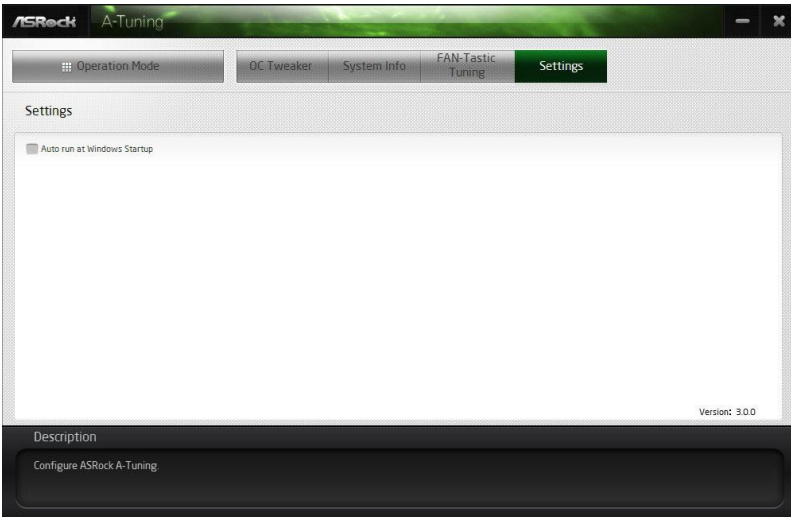 ASRock A-Tuning
Operation Mode OC Tweaker System Info FAN-Tastic Tuning Settings
Settings
Auto run at Windows Startup
Version: 3.0.0
Description
Configure ASRock A-Tuning.